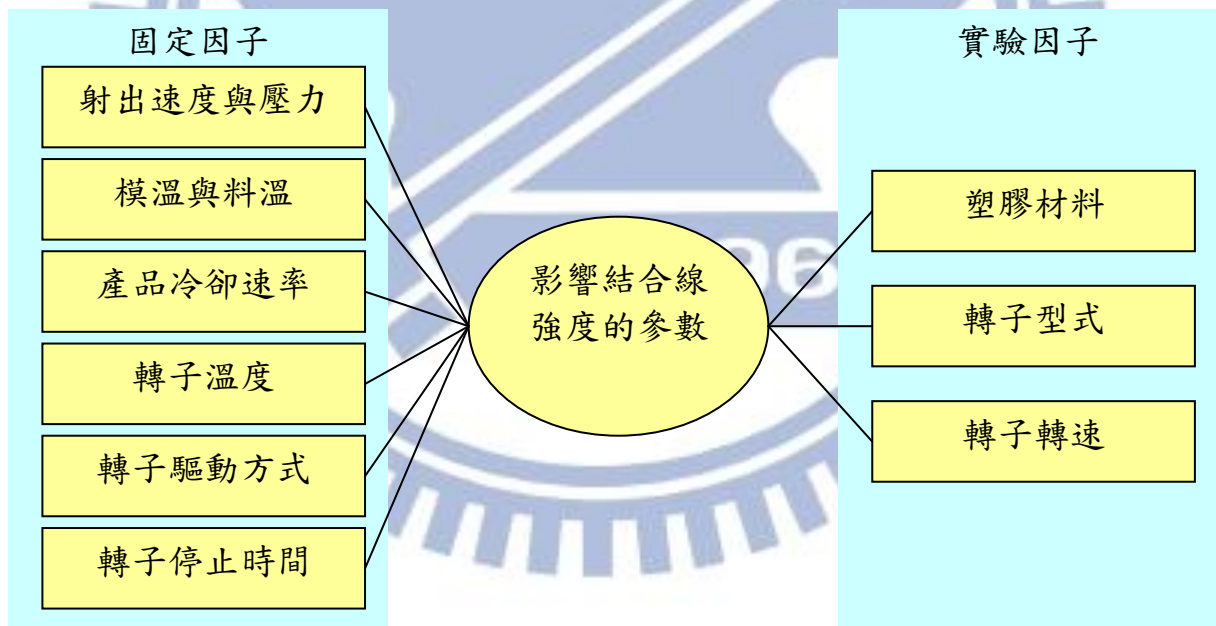 固定因子
射出速度與壓力
模溫與料溫
產品冷卻速率
轉子溫度
轉子驅動方式
轉子停止時間
影響結合線
強度的參數
實驗因子
塑膠材料
轉子型式
轉子轉速
96